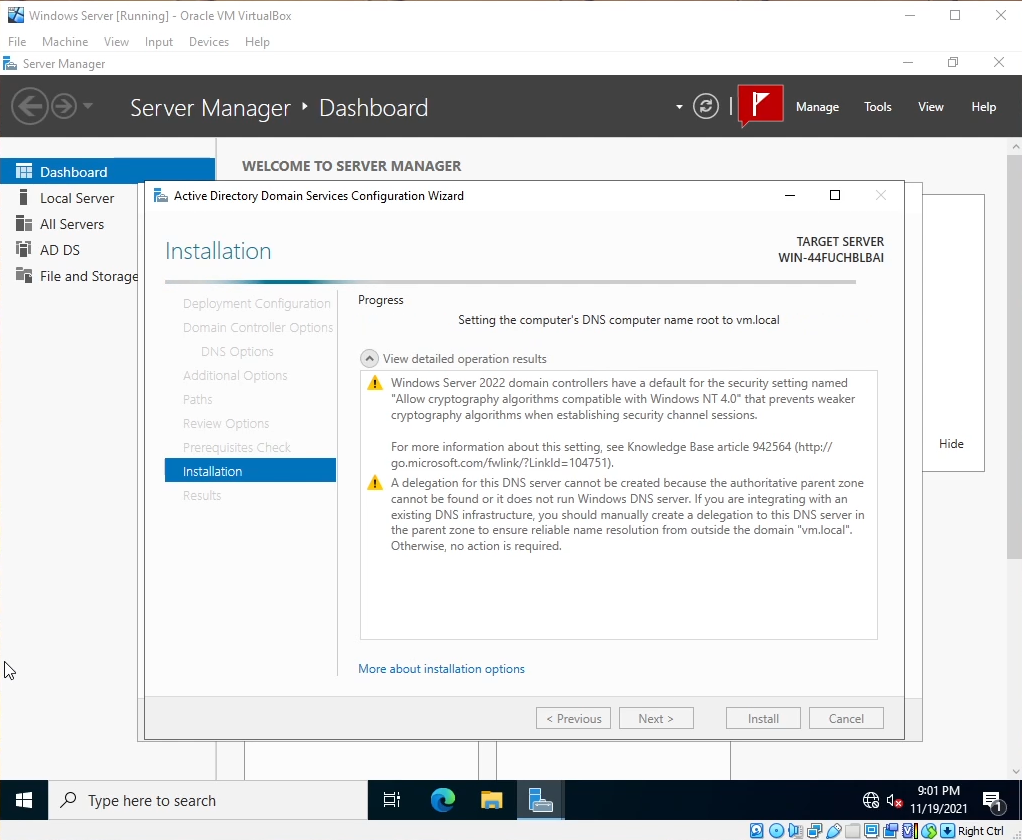 Windows Server [Running] - Oracle VM VirtualBox
File Machine View Input Devices Help
Server Manager
Server Manager Dashboard
Manage Tools View Help
Dashboard
Local Server
All Servers
AD DS
File and Storage
WELCOME TO SERVER MANAGER
Active Directory Domain Services Configuration Wizard
Installation
TARGET SERVER
WIN-44FUCHBLBAI
Deployment Configuration
Domain Controller Options
DNS Options
Additional Options
Paths
Review Options
Prerequisites Check
Installation
Results
Progress
Setting the computer's DNS computer name root to vm.local
View detailed operation results
Windows Server 2022 domain controllers have a default for the security setting named
"Allow cryptography algorithms compatible with Windows NT 4.0" that prevents weaker
cryptography algorithms when establishing security channel sessions.
For more information about this setting, see Knowledge Base article 942564 (http://
go.microsoft.com/fwlink/?LinkId=104751).
A delegation for this DNS server cannot be created because the authoritative parent zone
cannot be found or it does not run Windows DNS server. If you are integrating with an
existing DNS infrastructure, you should manually create a delegation to this DNS server in
the parent zone to ensure reliable name resolution from outside the domain "vm.local".
Otherwise, no action is required.
More about installation options
< Previous Next > Install Cancel
Hide
Type here to search
9:01 PM
11/19/2021
1
Right Ctrl